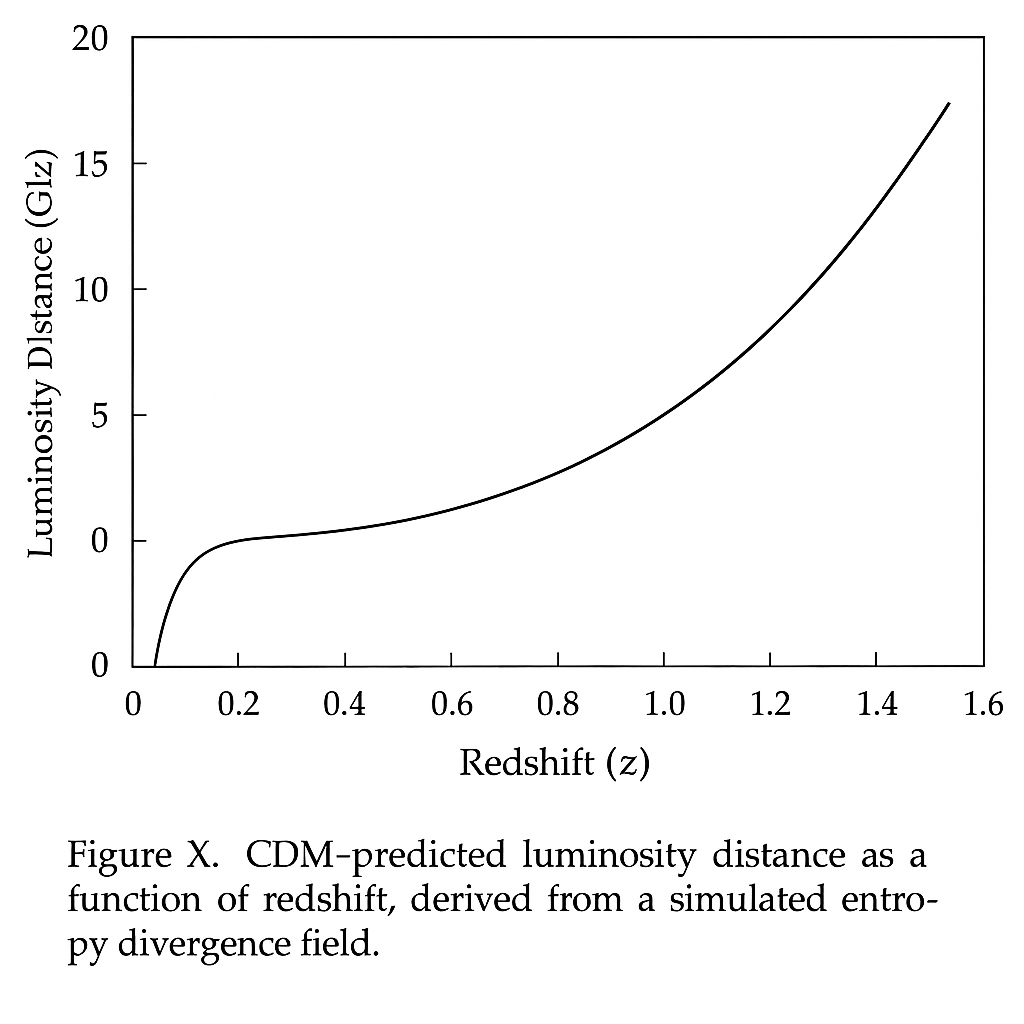 20
15
10
5
0
0
Luminosity DIstance (Glz)
0 0.2 0.4 0.6 0.8 1.0 1.2 1.4 1.6
Redshift (z)
Figure X. CDM–predicted luminosity distance as a
function of redshift, derived from a simulated entro-
py divergence field.